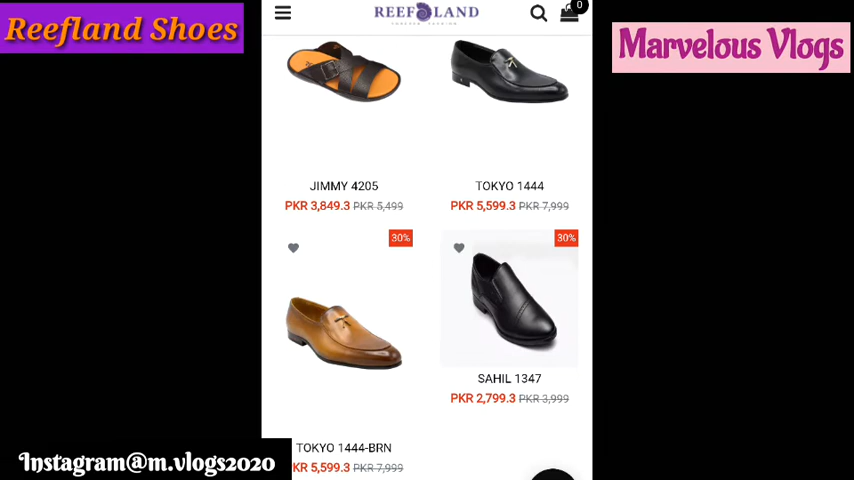 Reefland Shoes
REEF LAND
0
Marvelous Vlogs
JIMMY 4205
PKR 3,849.3 PKR 5,499
TOKYO 1444
PKR 5,599.3 PKR 7,999
30%
30%
SAHIL 1347
PKR 2,799.3 PKR 3,999
TOKYO 1444-BRN
KR 5,599.3 PKR 7,999
Instagram@m.vlogs2020